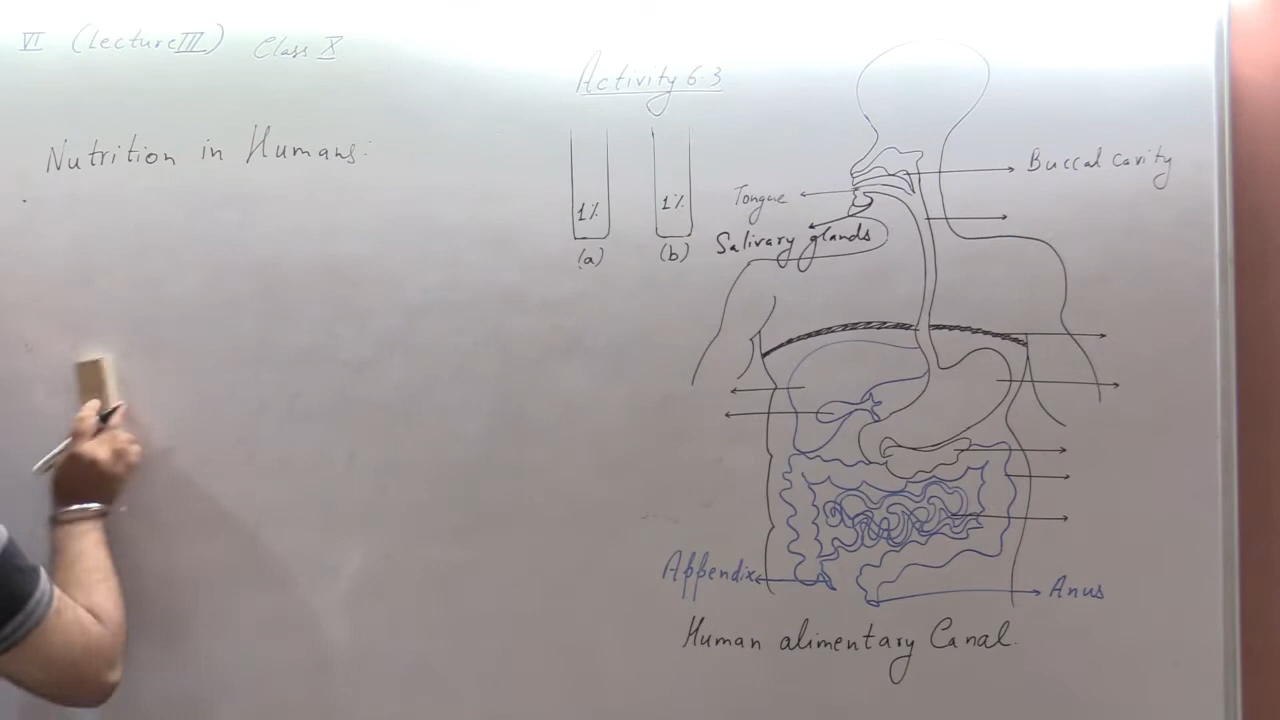 VI (Lecture III) Class X
Activity 6.3
Nutrition in Humans:
1% 1%
(a) (b)
Buccal cavity
Tongue
Salivary glands
Appendix
Anus
Human alimentary Canal.